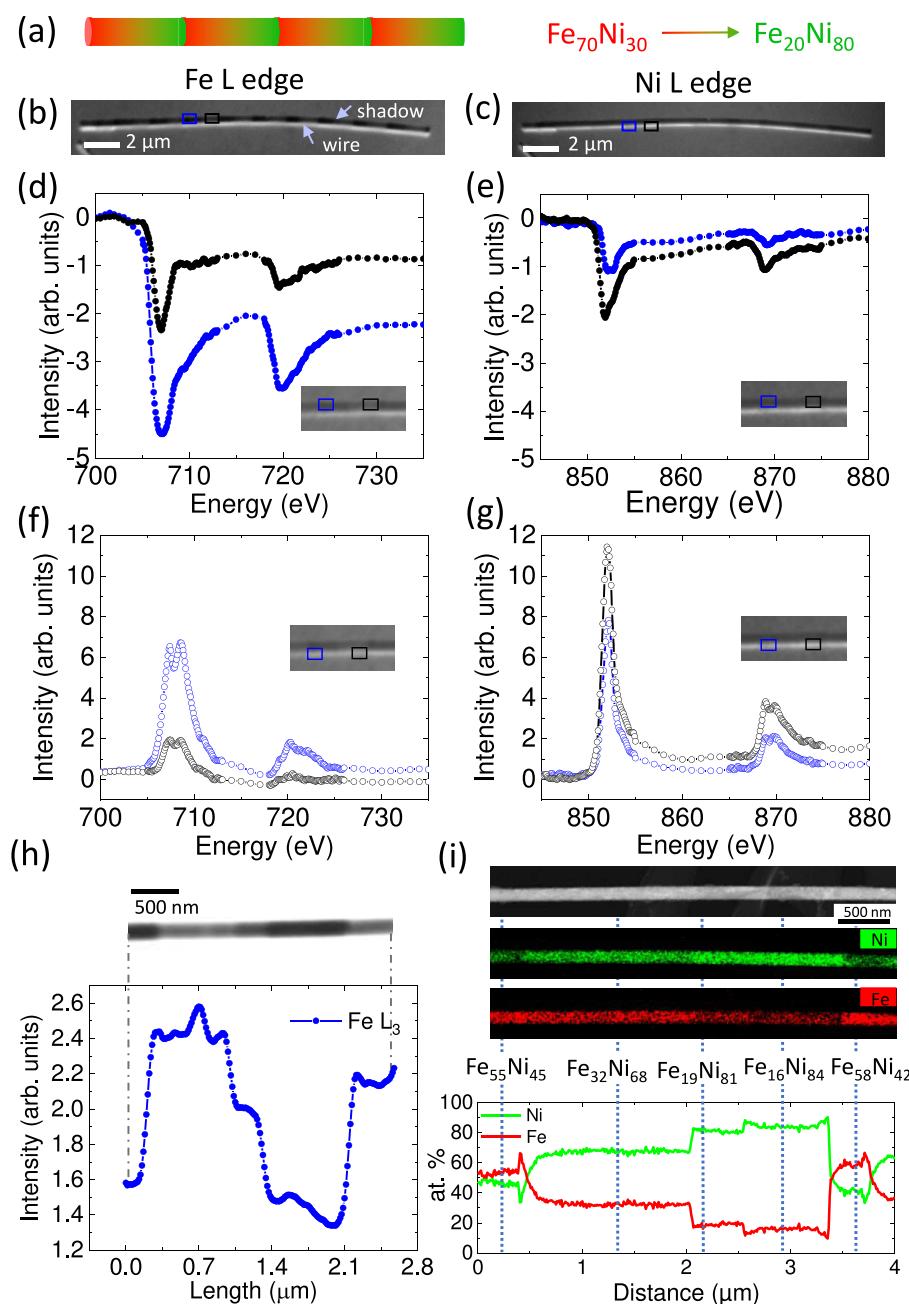 (a)
Fe70Ni30 Fe20Ni80
Fe L edge
Ni L edge
(b)
shadow
wire
2 μm
(c)
2 μm
(d)
0
-1
-2
-3
-4
-5
Intensity (arb. units)
700 710 720 730
Energy (eV)
(e)
0
-1
-2
-3
-4
-5
Intensity (arb. units)
850 860 870 880
Energy (eV)
(f)
12
10
8
6
4
2
0
Intensity (arb. units)
700 710 720 730
Energy (eV)
(g)
12
10
8
6
4
2
0
Intensity (arb. units)
850 860 870 880
Energy (eV)
(h)
500 nm
2.6
2.4
2.2
2.0
1.8
1.6
1.4
1.2
Intensity (arb. units)
Fe L3
0.0 0.7 1.4 2.1 2.8
Length (μm)
(i)
500 nm
Ni
Fe
Fe55Ni45 Fe32Ni68 Fe19Ni81 Fe16Ni84 Fe58Ni42
100
80
60
40
20
0
at. %
Ni
Fe
0 1 2 3 4
Distance (μm)